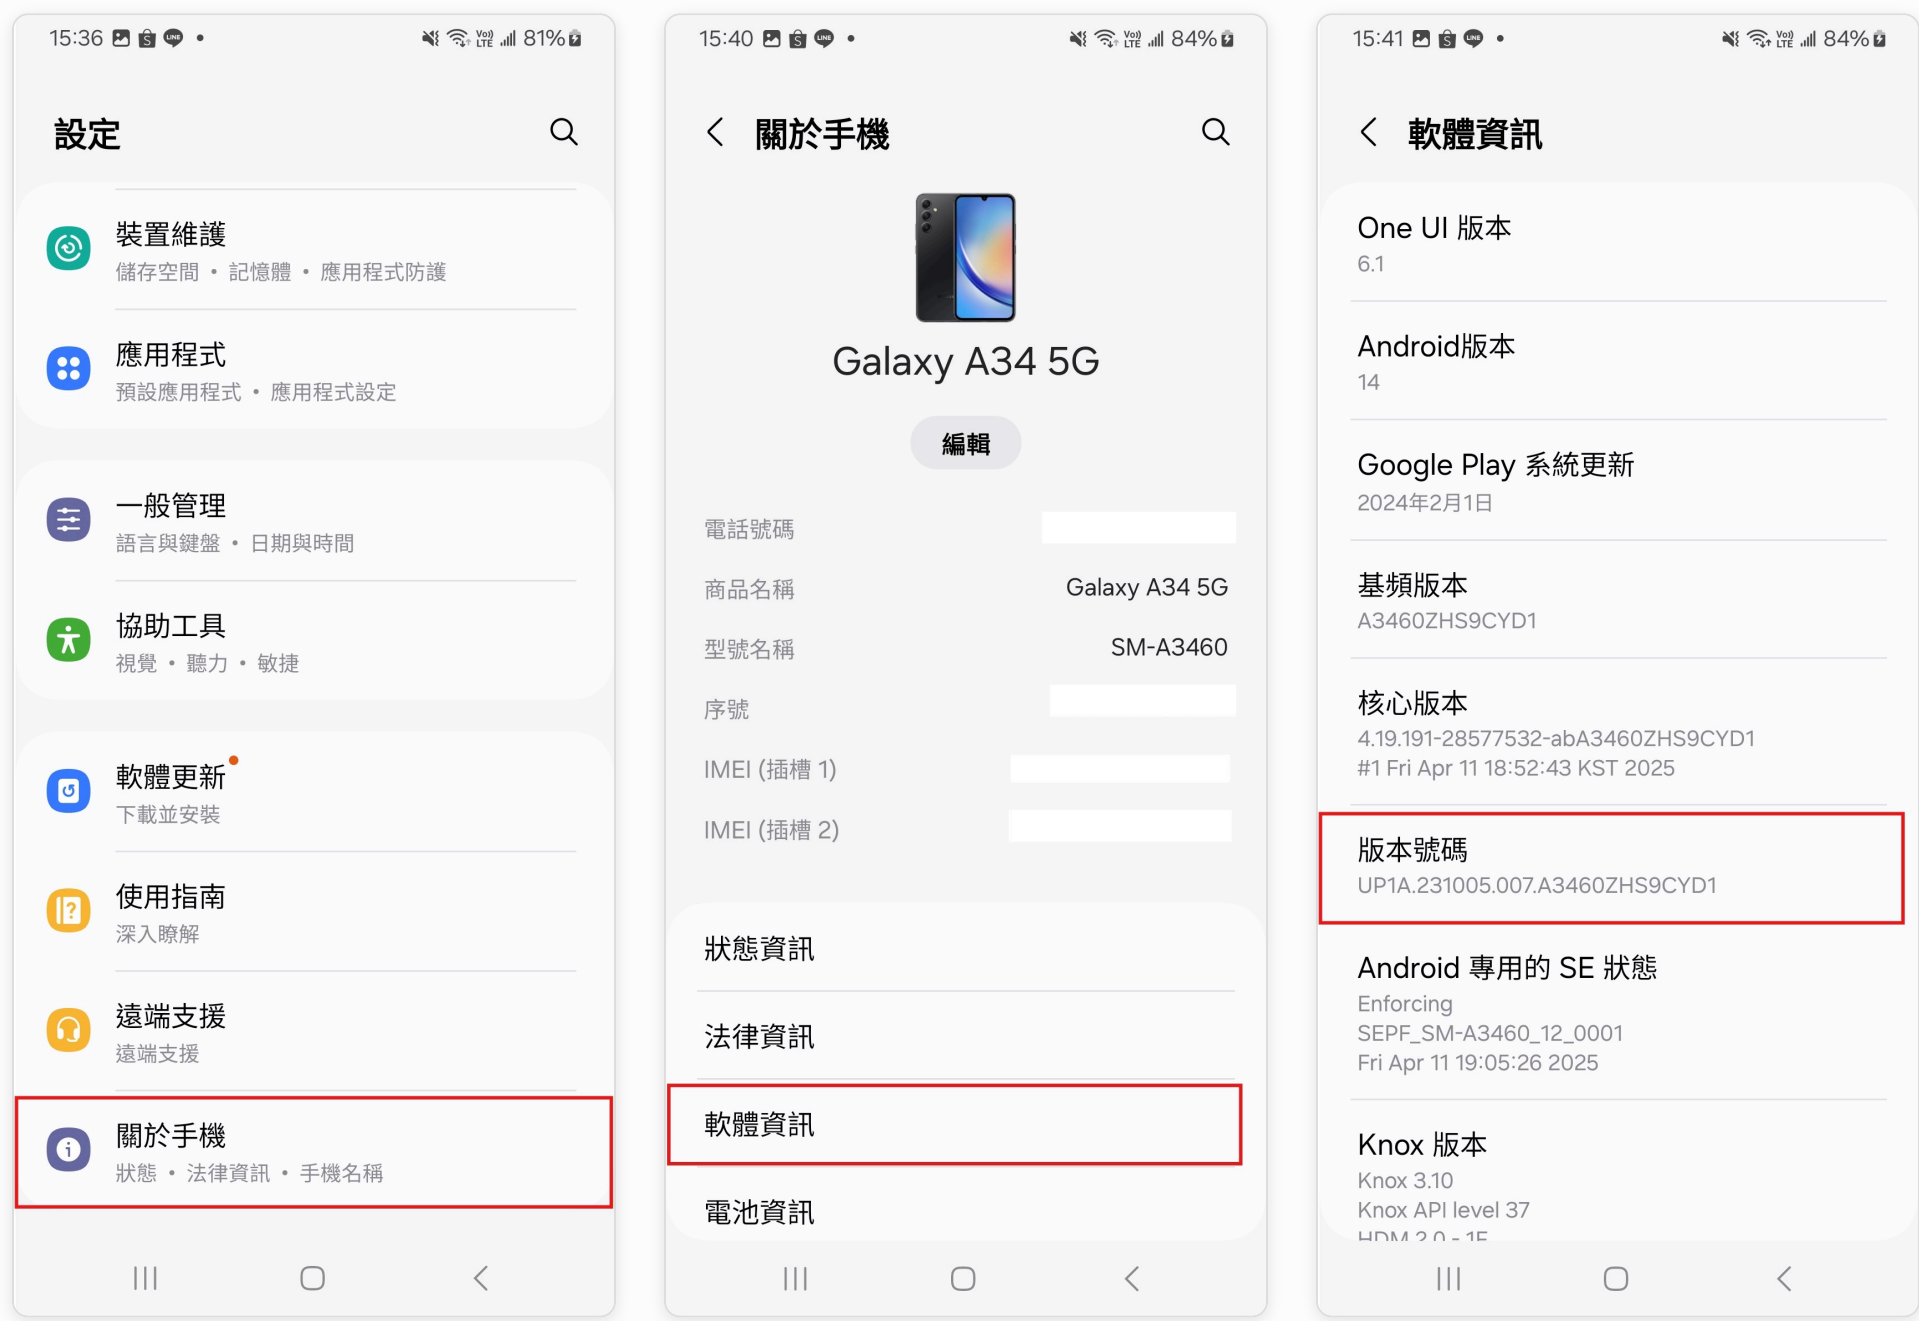 15:36 S LINE • Vo)) LTE 81%
設定
裝置維護
儲存空間 • 記憶體 • 應用程式防護
應用程式
預設應用程式 • 應用程式設定
一般管理
語言與鍵盤 • 日期與時間
協助工具
視覺 • 聽力 • 敏捷
軟體更新
下載並安裝
使用指南
深入瞭解
遠端支援
遠端支援
關於手機
狀態 • 法律資訊 • 手機名稱
15:40 S LINE • Vo)) LTE 84%
關於手機
Galaxy A34 5G
編輯
電話號碼
商品名稱 Galaxy A34 5G
型號名稱 SM-A3460
序號
IMEI (插槽 1)
IMEI (插槽 2)
狀態資訊
法律資訊
軟體資訊
電池資訊
15:41 S LINE • Vo)) LTE 84%
軟體資訊
One UI 版本
6.1
Android版本
14
Google Play 系統更新
2024年2月1日
基頻版本
A3460ZHS9CYD1
核心版本
4.19.191-28577532-abA3460ZHS9CYD1
#1 Fri Apr 11 18:52:43 KST 2025
版本號碼
UP1A.231005.007.A3460ZHS9CYD1
Android 專用的 SE 狀態
Enforcing
SEPF_SM-A3460_12_0001
Fri Apr 11 19:05:26 2025
Knox 版本
Knox 3.10
Knox API level 37
HDM 2.0 - 1F